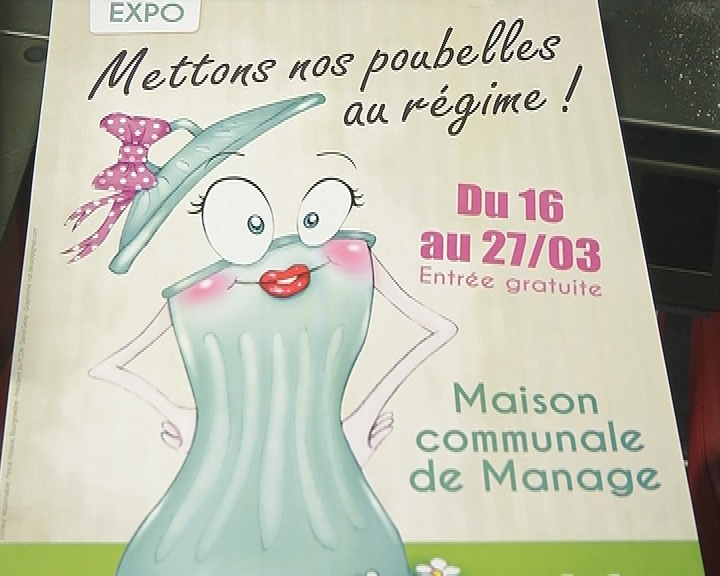 EXPO
Mettons nos poubelles
au régime !
Du 16
au 27/03
Entrée gratuite
Maison
communale
de Manage